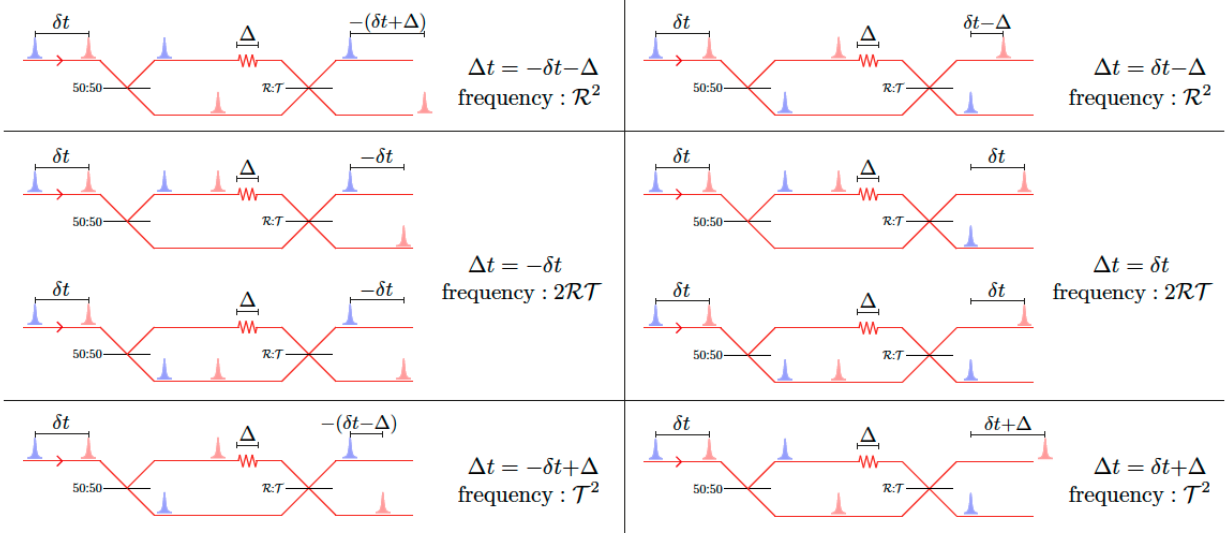 δt
Δ
−(δt+Δ)
50:50
ℛ:𝒯
Δt = −δt−Δ
frequency : ℛ²
δt
Δ
δt−Δ
50:50
ℛ:𝒯
Δt = δt−Δ
frequency : ℛ²
δt
Δ
−δt
50:50
ℛ:𝒯
δt
Δ
−δt
50:50
ℛ:𝒯
Δt = −δt
frequency : 2ℛ𝒯
δt
Δ
δt
50:50
ℛ:𝒯
δt
Δ
δt
50:50
ℛ:𝒯
Δt = δt
frequency : 2ℛ𝒯
δt
Δ
−(δt−Δ)
50:50
ℛ:𝒯
Δt = −δt+Δ
frequency : 𝒯²
δt
Δ
δt+Δ
50:50
ℛ:𝒯
Δt = δt+Δ
frequency : 𝒯²